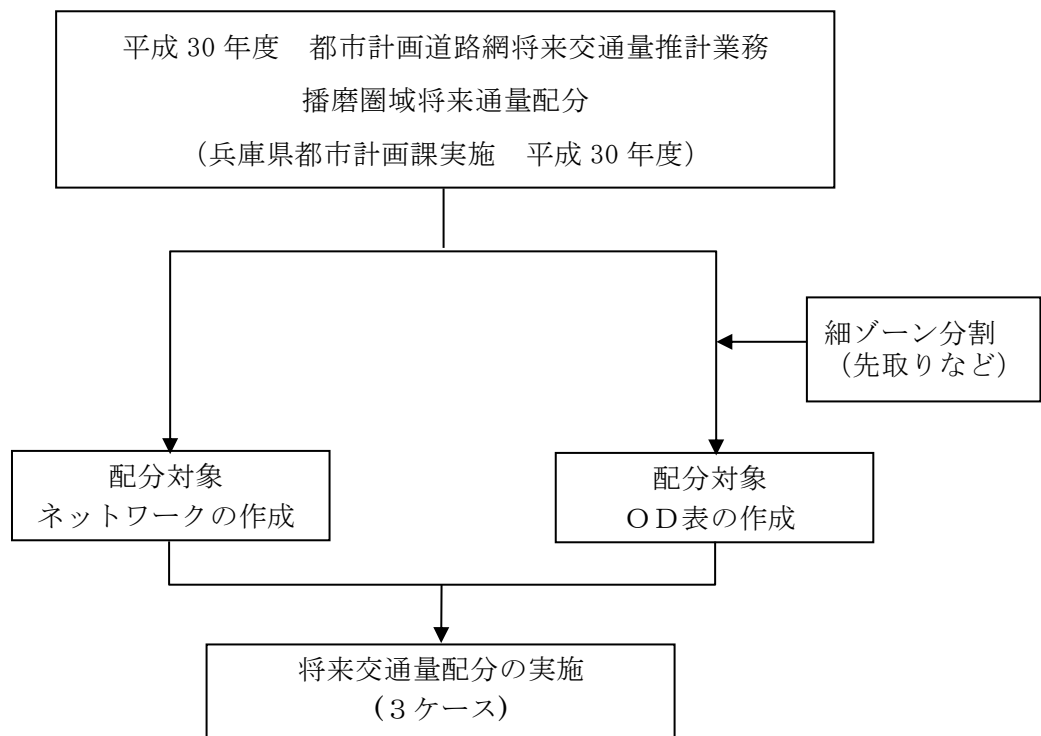 平成 30 年度　都市計画道路網将来交通量推計業務
播磨圏域将来通量配分
（兵庫県都市計画課実施　平成 30 年度）
細ゾーン分割
（先取りなど）
配分対象
ネットワークの作成
配分対象
ＯＤ表の作成
将来交通量配分の実施
(３ケース)